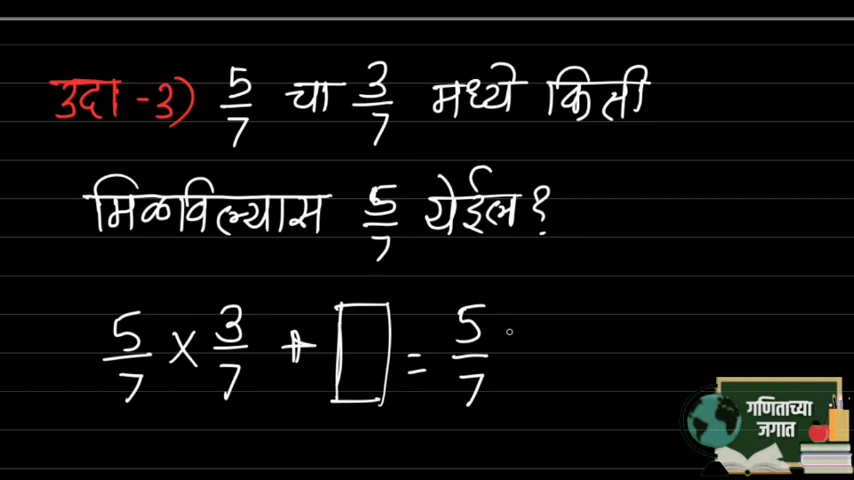 उदा -3) 5/7 चा 3/7 मध्ये किती
मिळविल्यास 5/7 येईल?
5/7 × 3/7 + □ = 5/7
गणिताच्या
जगात